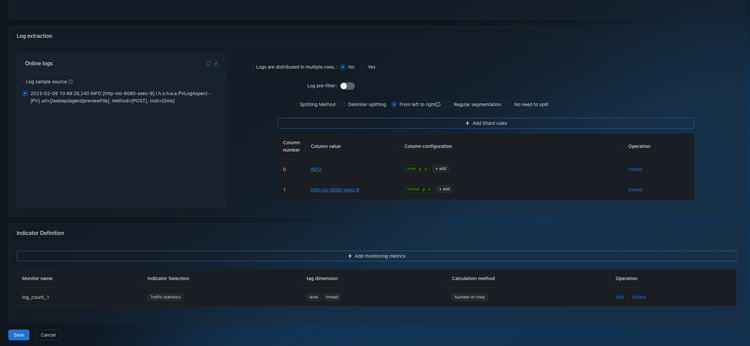 Log extraction
Online logs
* Logs are distributed in multiple rows. : No Yes
* Log sample source
Log pre-filter:
2023-02-09 10:48:28,240 INFO [http-nio-8080-exec-9] i.h.s.h.w.a.PVLogAspect -
[PV] url=[/webapi/agent/previewFile], method=[POST], cost=[0ms]
* Splitting Method: Delimiter splitting From left to right Regular segmentation No need to split
+ Add Shard rules
Column number Column value Column configuration Operation
0 INFO level + add Delete
1 http-nio-8080-exec-9 thread + add Delete
Indicator Definition
+ Add monitoring metrics
Monitor name Indicator Selection tag dimension Calculation method Operation
log_count_1 Traffic statistics level thread Number of rows Edit Delete
Save Cancel